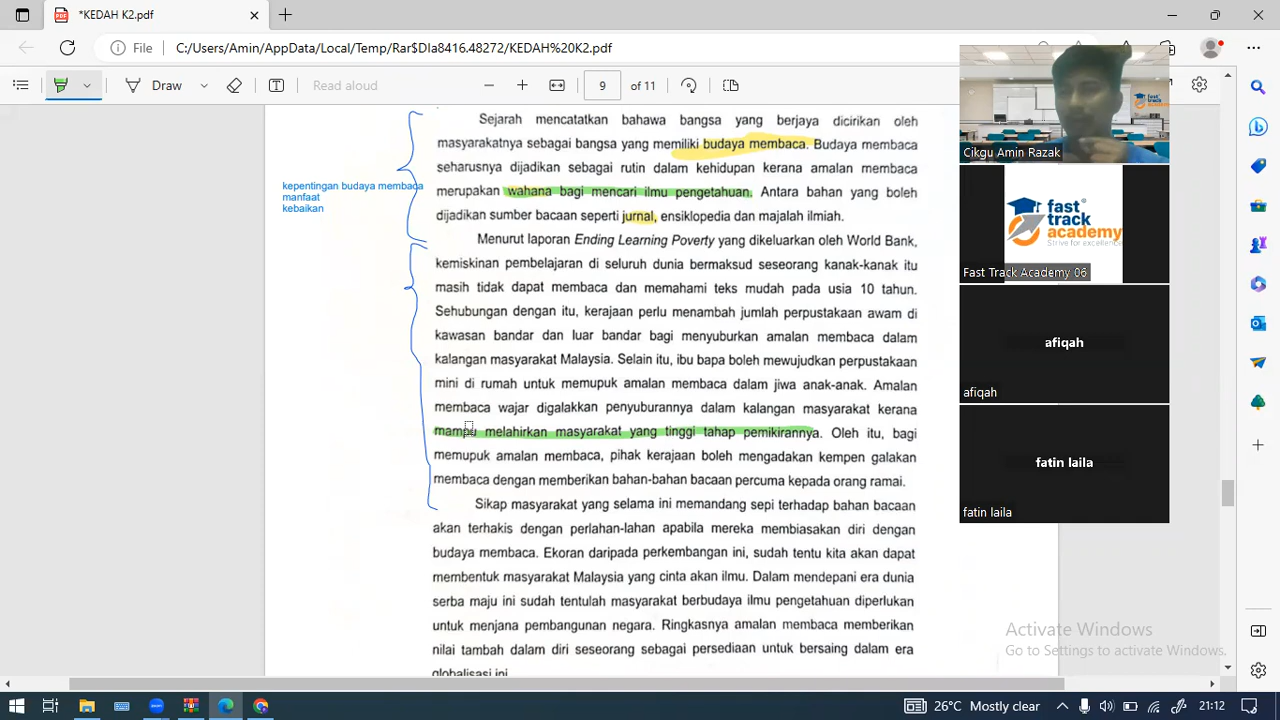 *KEDAH K2.pdf
File
C:/Users/Amin/AppData/Local/Temp/Rar$DIa8416.48272/KEDAH%20K2.pdf
Draw
Read aloud
9
of 11
Sejarah mencatatkan bahawa bangsa yang berjaya dicirikan oleh
masyarakatnya sebagai bangsa yang memiliki budaya membaca. Budaya membaca
seharusnya dijadikan sebagai rutin dalam kehidupan kerana amalan membaca
merupakan wahana bagi mencari ilmu pengetahuan. Antara bahan yang boleh
dijadikan sumber bacaan seperti jurnal, ensiklopedia dan majalah ilmiah.
kepentingan budaya membaca
manfaat
kebaikan
Menurut laporan Ending Learning Poverty yang dikeluarkan oleh World Bank,
kemiskinan pembelajaran di seluruh dunia bermaksud seseorang kanak-kanak itu
masih tidak dapat membaca dan memahami teks mudah pada usia 10 tahun.
Sehubungan dengan itu, kerajaan perlu menambah jumlah perpustakaan awam di
kawasan bandar dan luar bandar bagi menyuburkan amalan membaca dalam
kalangan masyarakat Malaysia. Selain itu, ibu bapa boleh mewujudkan perpustakaan
mini di rumah untuk memupuk amalan membaca dalam jiwa anak-anak. Amalan
membaca wajar digalakkan penyuburannya dalam kalangan masyarakat kerana
mampu melahirkan masyarakat yang tinggi tahap pemikirannya. Oleh itu, bagi
memupuk amalan membaca, pihak kerajaan boleh mengadakan kempen galakan
membaca dengan memberikan bahan-bahan bacaan percuma kepada orang ramai.
Sikap masyarakat yang selama ini memandang sepi terhadap bahan bacaan
akan terhakis dengan perlahan-lahan apabila mereka membiasakan diri dengan
budaya membaca. Ekoran daripada perkembangan ini, sudah tentu kita akan dapat
membentuk masyarakat Malaysia yang cinta akan ilmu. Dalam mendepani era dunia
serba maju ini sudah tentulah masyarakat berbudaya ilmu pengetahuan diperlukan
untuk menjana pembangunan negara. Ringkasnya amalan membaca memberikan
nilai tambah dalam diri seseorang sebagai persediaan untuk bersaing dalam era
globalisasi ini.
fast
track
Cikgu Amin Razak
fast
track
academy
Strive for excellence
Fast Track Academy 06
afiqah
afiqah
fatin laila
fatin laila
Activate Windows
Go to Settings to activate Windows.
26°C Mostly clear
21:12